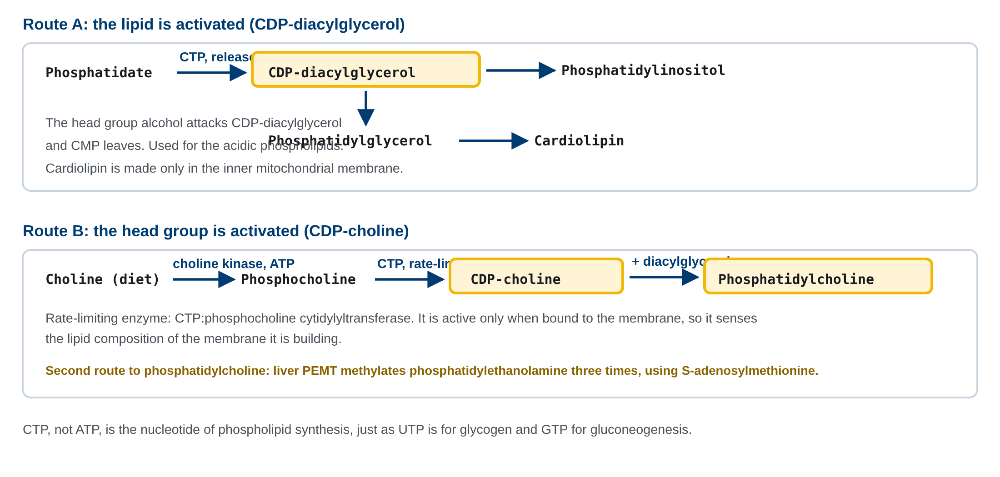 Route A: the lipid is activated (CDP-diacylglycerol)
CTP,
Phosphatidate
CDP-diacylglycerol
Phosphatidylinositol
The head group alcohol attacks CDP-diacylglycerol
Phosphatidylglycerol
Cardiolipin
and CMP leaves. Used for the acidic phospholipids.
Cardiolipin is made only in the inner mitochondrial membrane.
Route B: the head group is activated (CDP-choline)
choline kinase, ATP
CTP,
+
Choline (diet)
Phosphocholine
CDP-choline
Phosphatidylcholine
Rate-limiting enzyme: CTP:phosphocholine cytidylyltransferase. It is active only when bound to the membrane, so it senses
the lipid composition of the membrane it is building.
Second route to phosphatidylcholine: liver PEMT methylates phosphatidylethanolamine three times, using S-adenosylmethionine.
CTP, not ATP, is the nucleotide of phospholipid synthesis, just as UTP is for glycogen and GTP for gluconeogenesis.